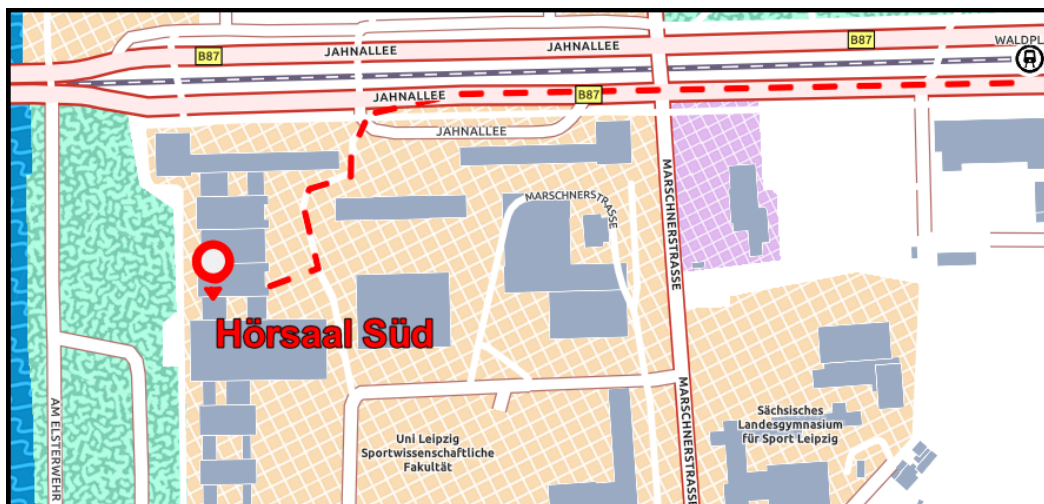 WALDPL
B87
JAHNALLEE
JAHNALLEE
B87
JAHNALLEE
B87
JAHNALLEE
MARSCHNERSTRASSE
MARSCHNERSTRASSE
Hörsaal Süd
AM ELSTERWEHR
MARSCHNERSTRASSE
Uni Leipzig
Sportwissenschaftliche
Fakultät
Sächsisches
Landesgymnasium
für Sport Leipzig